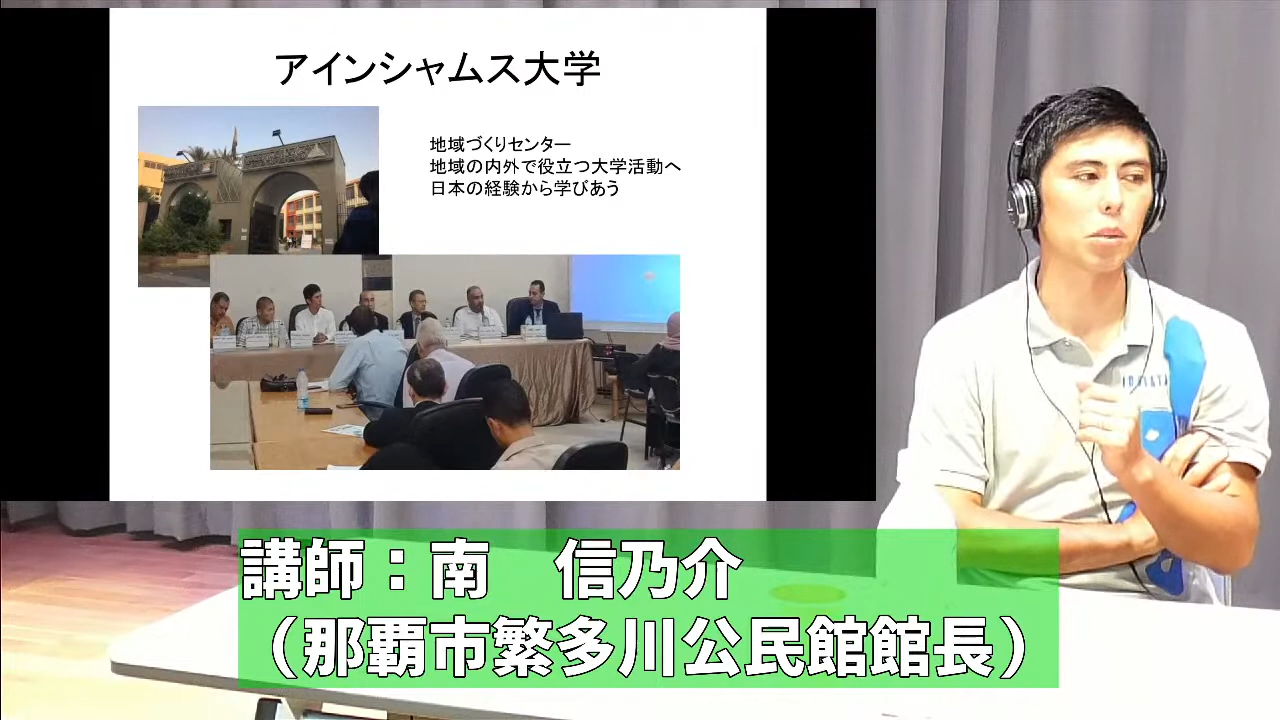 アインシャムス大学
地域づくりセンター
地域の内外で役立つ大学活動へ
日本の経験から学びあう
講師：南　信乃介
（那覇市繁多川公民館館長）